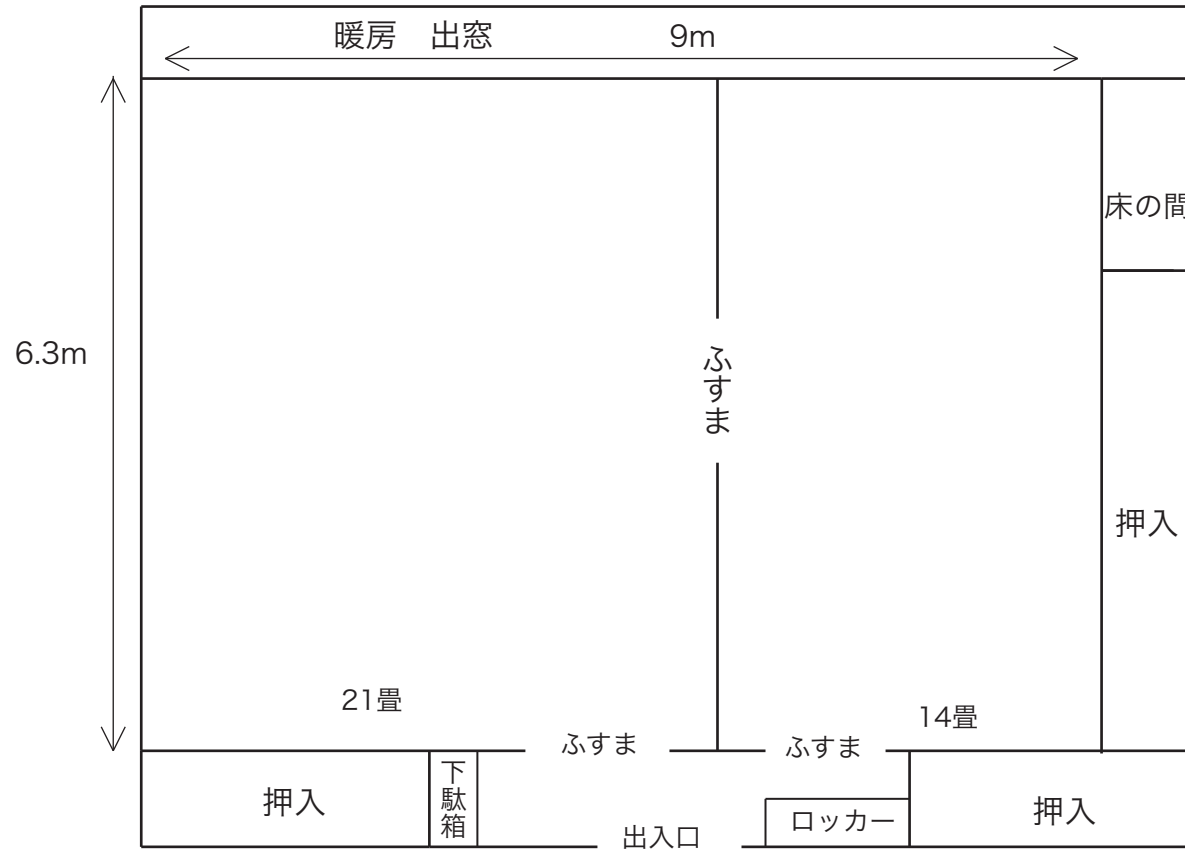 暖房　出窓
9m
床の間
6.3m
ふすま
押入
21畳
14畳
ふすま
ふすま
押入
下駄箱
ロッカー
押入
出入口